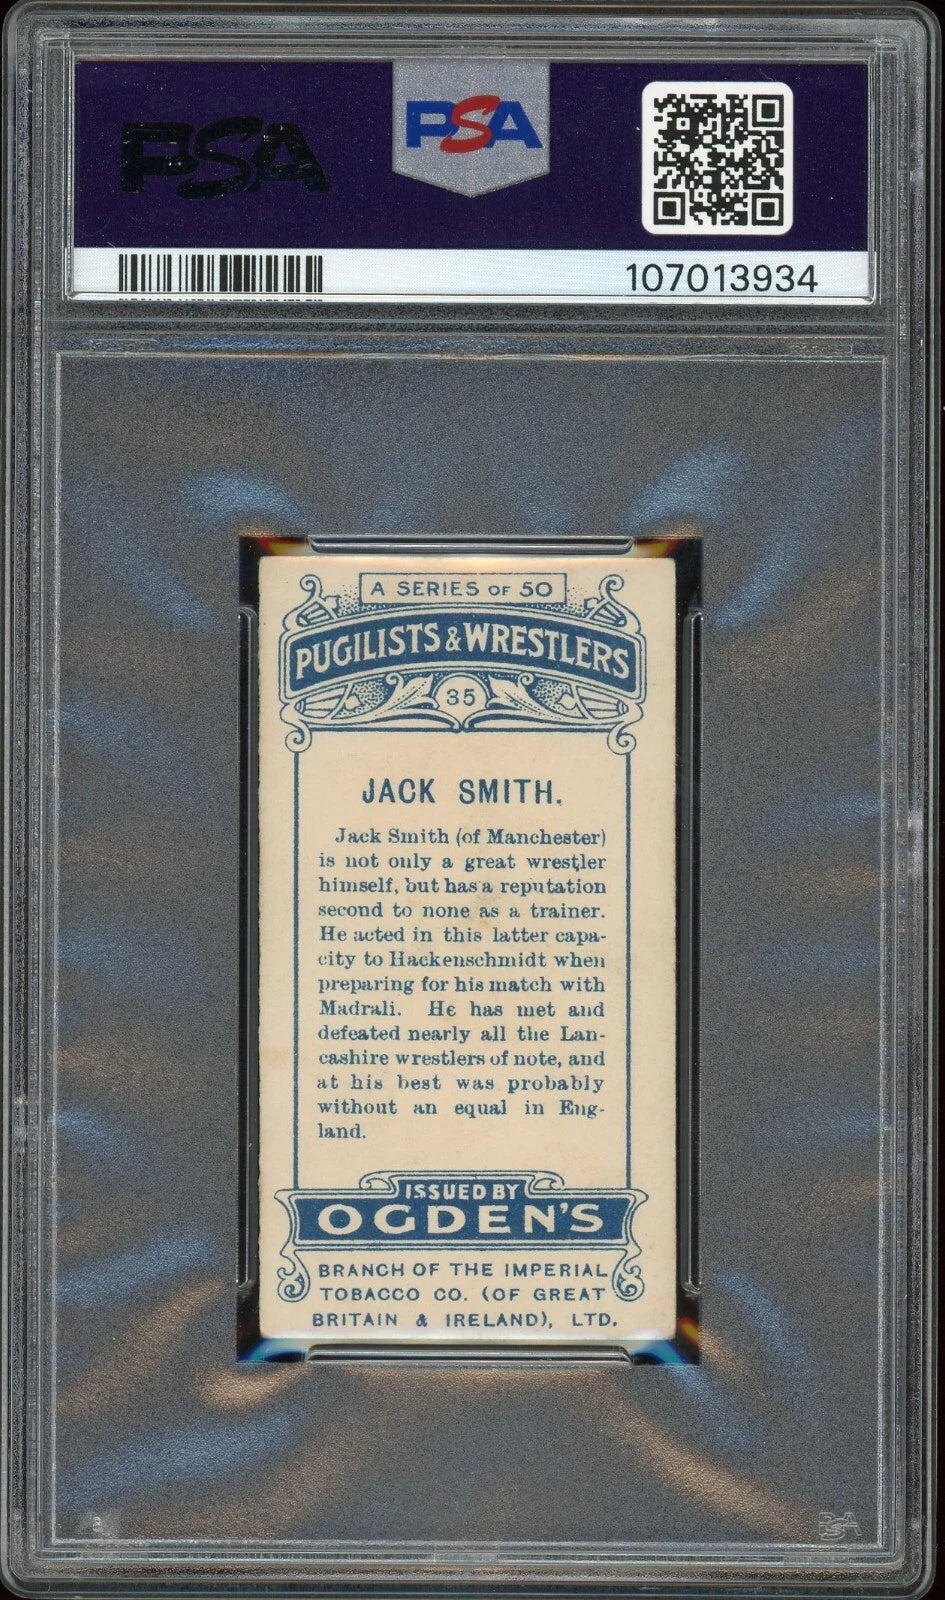 PSA
PSA
107013934
A SERIES OF 50
PUGILISTS & WRESTLERS
35
JACK SMITH.
Jack Smith (of Manchester)
is not only a great wrestler
himself, but has a reputation
second to none as a trainer.
He acted in this latter capa-
city to Hackenschmidt when
preparing for his match with
Madrali. He has met and
defeated nearly all the Lan-
cashire wrestlers of note, and
at his best was probably
without an equal in Eng-
land.
ISSUED BY
OGDEN'S
BRANCH OF THE IMPERIAL
TOBACCO CO. (OF GREAT
BRITAIN & IRELAND), LTD.
PSA